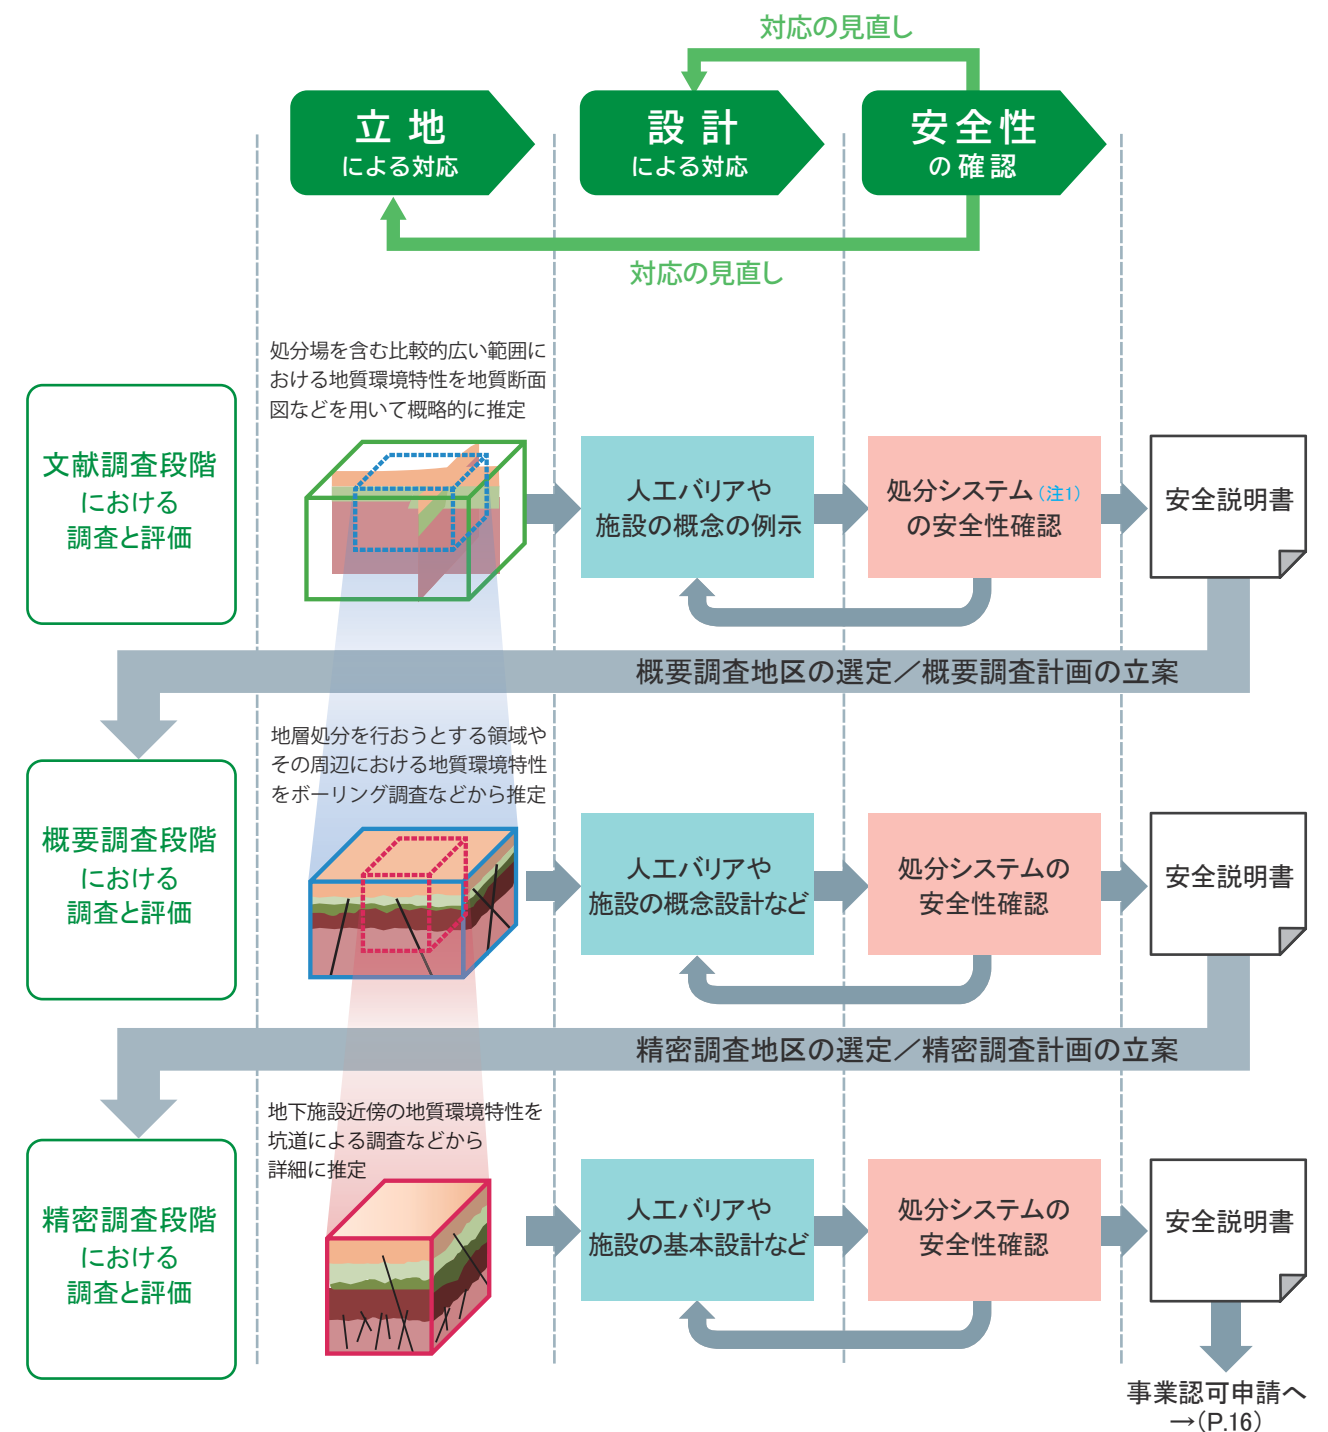 対応の見直し
立地
による対応
設計
による対応
安全性
の確認
対応の見直し
処分場を含む比較的広い範囲に
おける地質環境特性を地質断面
図などを用いて概略的に推定
文献調査段階
における
調査と評価
人工バリアや
施設の概念の例示
処分システム(注1)
の安全性確認
安全説明書
概要調査地区の選定／概要調査計画の立案
地層処分を行おうとする領域や
その周辺における地質環境特性
をボーリング調査などから推定
概要調査段階
における
調査と評価
人工バリアや
施設の概念設計など
処分システムの
安全性確認
安全説明書
精密調査地区の選定／精密調査計画の立案
地下施設近傍の地質環境特性を
坑道による調査などから
詳細に推定
精密調査段階
における
調査と評価
人工バリアや
施設の基本設計など
処分システムの
安全性確認
安全説明書
事業認可申請へ
→(P.16)